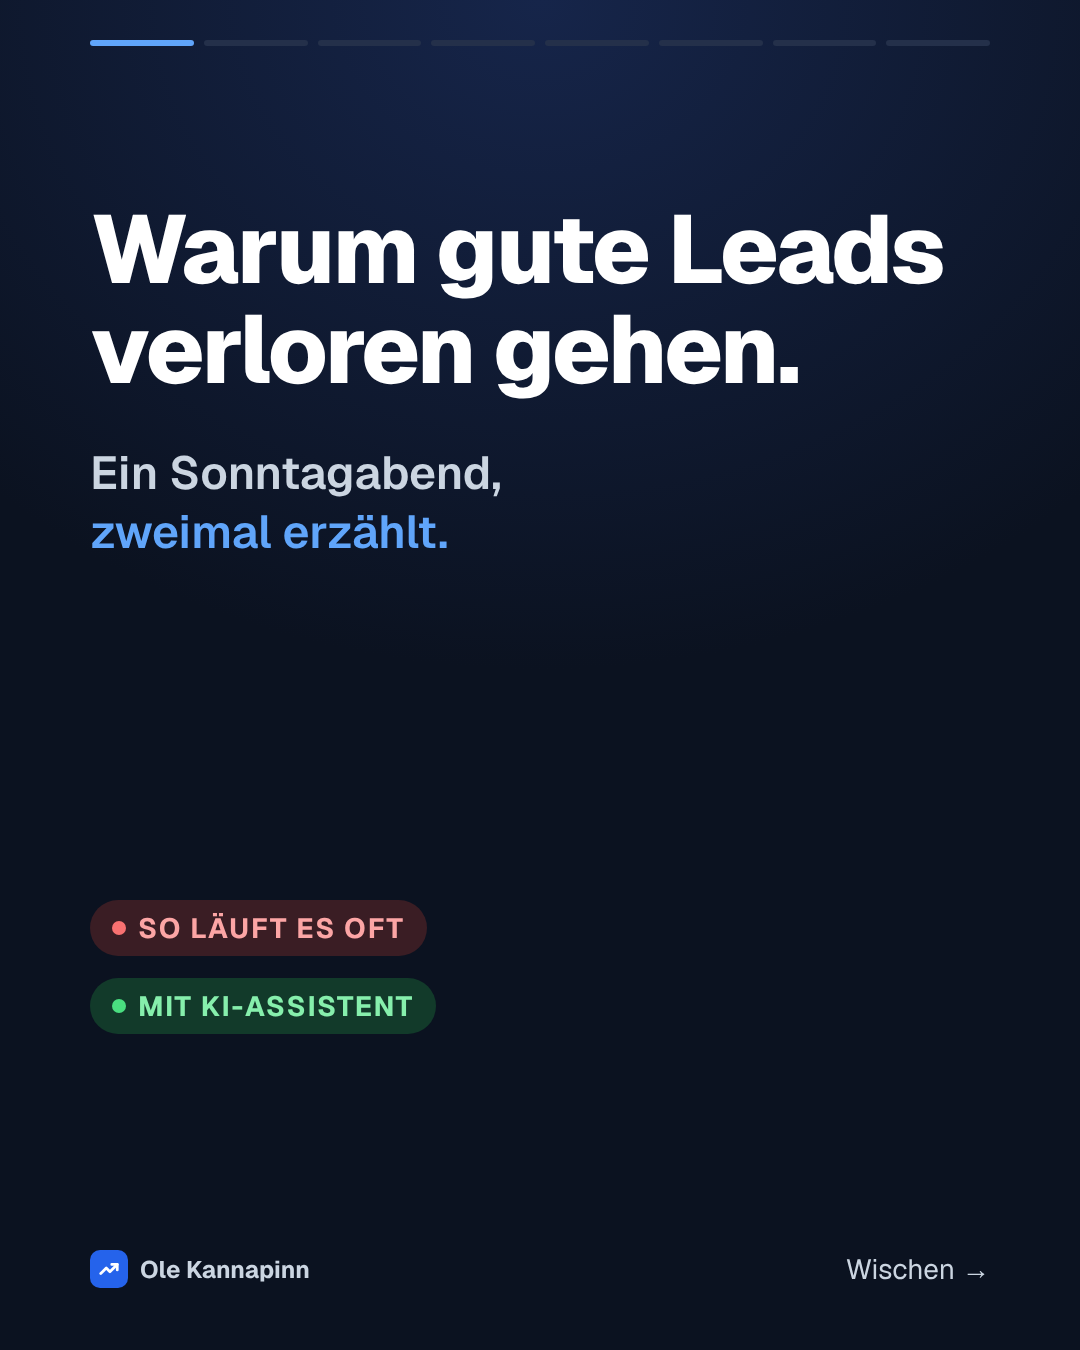 Warum gute Leads
verloren gehen.
Ein Sonntagabend,
zweimal erzählt.
SO LÄUFT ES OFT
MIT KI-ASSISTENT
Ole Kannapinn
Wischen →